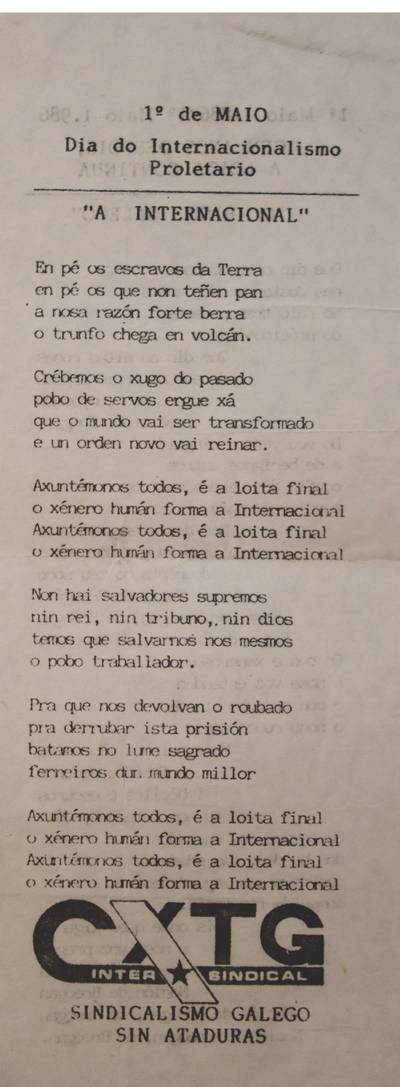 1º de MAIO
Dia do Internacionalismo
Proletario
"A INTERNACIONAL"
En pé os escravos da Terra
en pé os que non teñen pan
a nosa razón forte berra
o trunfo chega en volcán.
Crébemos o xugo do pasado
pobo de servos ergue xá
que o mundo vai ser transformado
e un orden novo vai reinar.
Axuntémonos todos, é a loita final
o xénero humán forma a Internacional
Axuntémonos todos, é a loita final
o xénero humán forma a Internacional
Non hai salvadores supremos
nin rei, nin tribuno,.nin dios
temos que salvarnos nos mesmos
o pobo traballador.
Pra que nos devolvan o roubado
pra derrubar ista prisión
batamos no lume sagrado
ferreiros dun mundo millor
Axuntémonos todos, é a loita final
o xénero humán forma a Internacional
Axuntémonos todos, é a loita final
o xénero humán forma a Internacional
CXTG
INTER SINDICAL
SINDICALISMO GALEGO
SIN ATADURAS